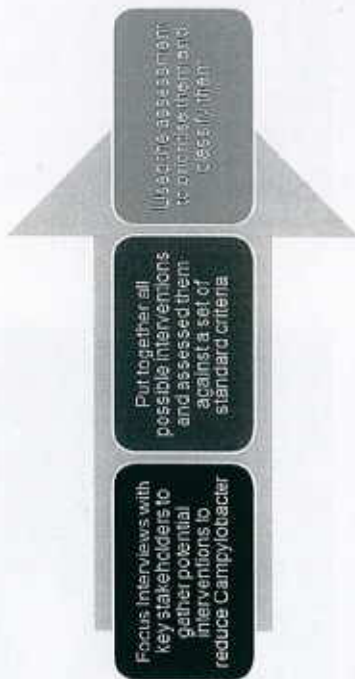 Focus Interviews with
key stakeholders to
gather potential
interventions to
reduce Campylobacter
Put together all
possible interventions
and assessed them
against a set of
standard criteria
Used the assessment
to prioritise them and
classify them